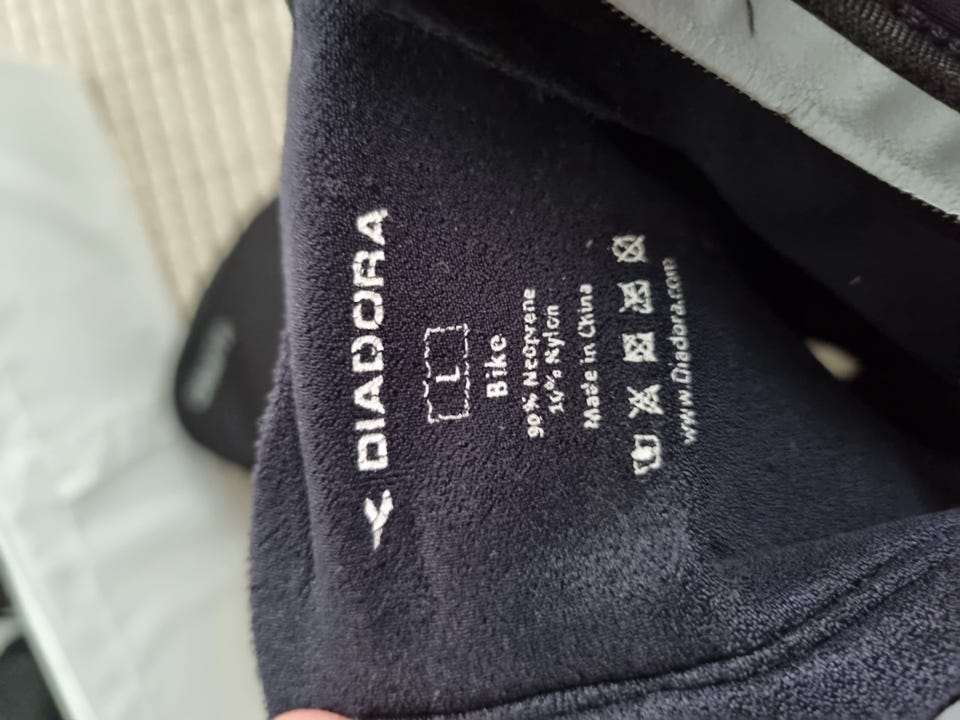 DIADORA
L
Bike
90% Neoprene
10% Nylon
Made in China
www.Diadora.com